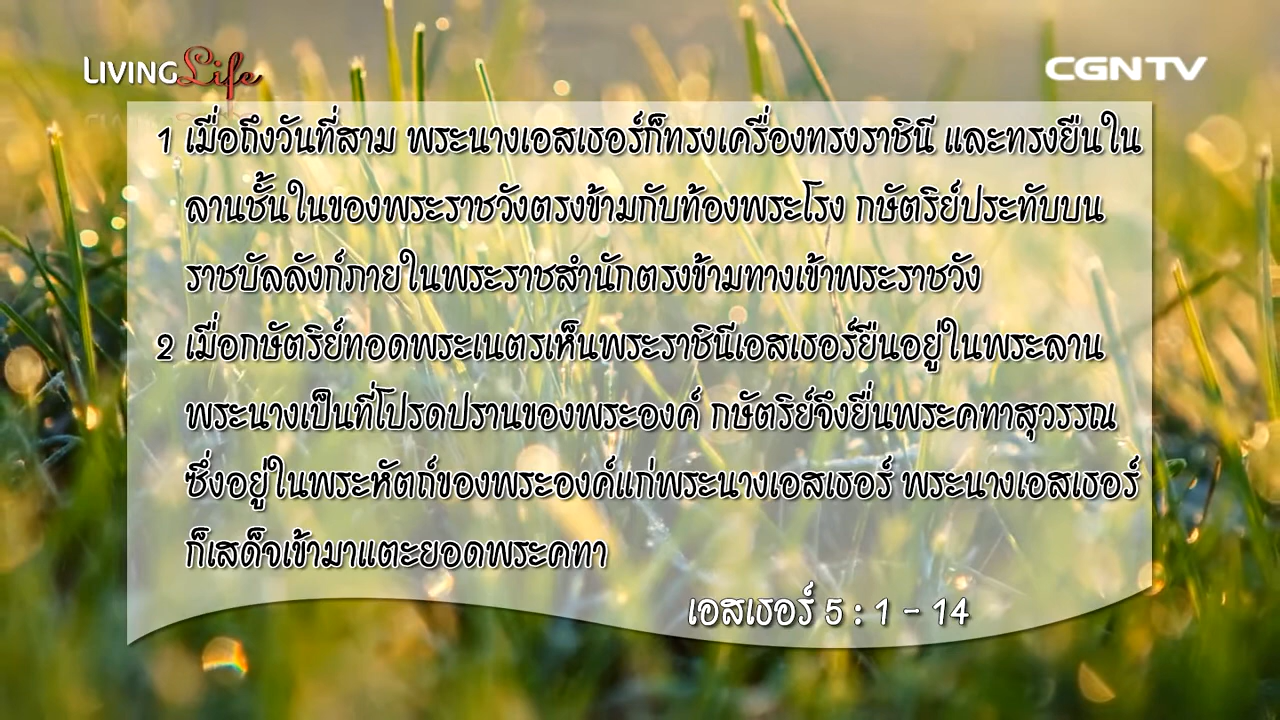 LIVING Life
CGNTV
1 เมื่อถึงวันที่สาม พระนางเอสเธอร์ก็ทรงเครื่องทรงราชินี และทรงยืนใน
ลานชั้นในของพระราชวังตรงข้ามกับท้องพระโรง กษัตริย์ประทับบน
ราชบัลลังก์ภายในพระราชสำนักตรงข้ามทางเข้าพระราชวัง
2 เมื่อกษัตริย์ทอดพระเนตรเห็นพระราชินีเอสเธอร์ยืนอยู่ในพระลาน
พระนางเป็นที่โปรดปรานของพระองค์ กษัตริย์จึงยื่นพระคทาสุวรรณ
ซึ่งอยู่ในพระหัตถ์ของพระองค์แก่พระนางเอสเธอร์ พระนางเอสเธอร์
ก็เสด็จเข้ามาแตะยอดพระคทา
เอสเธอร์ 5 : 1 - 14